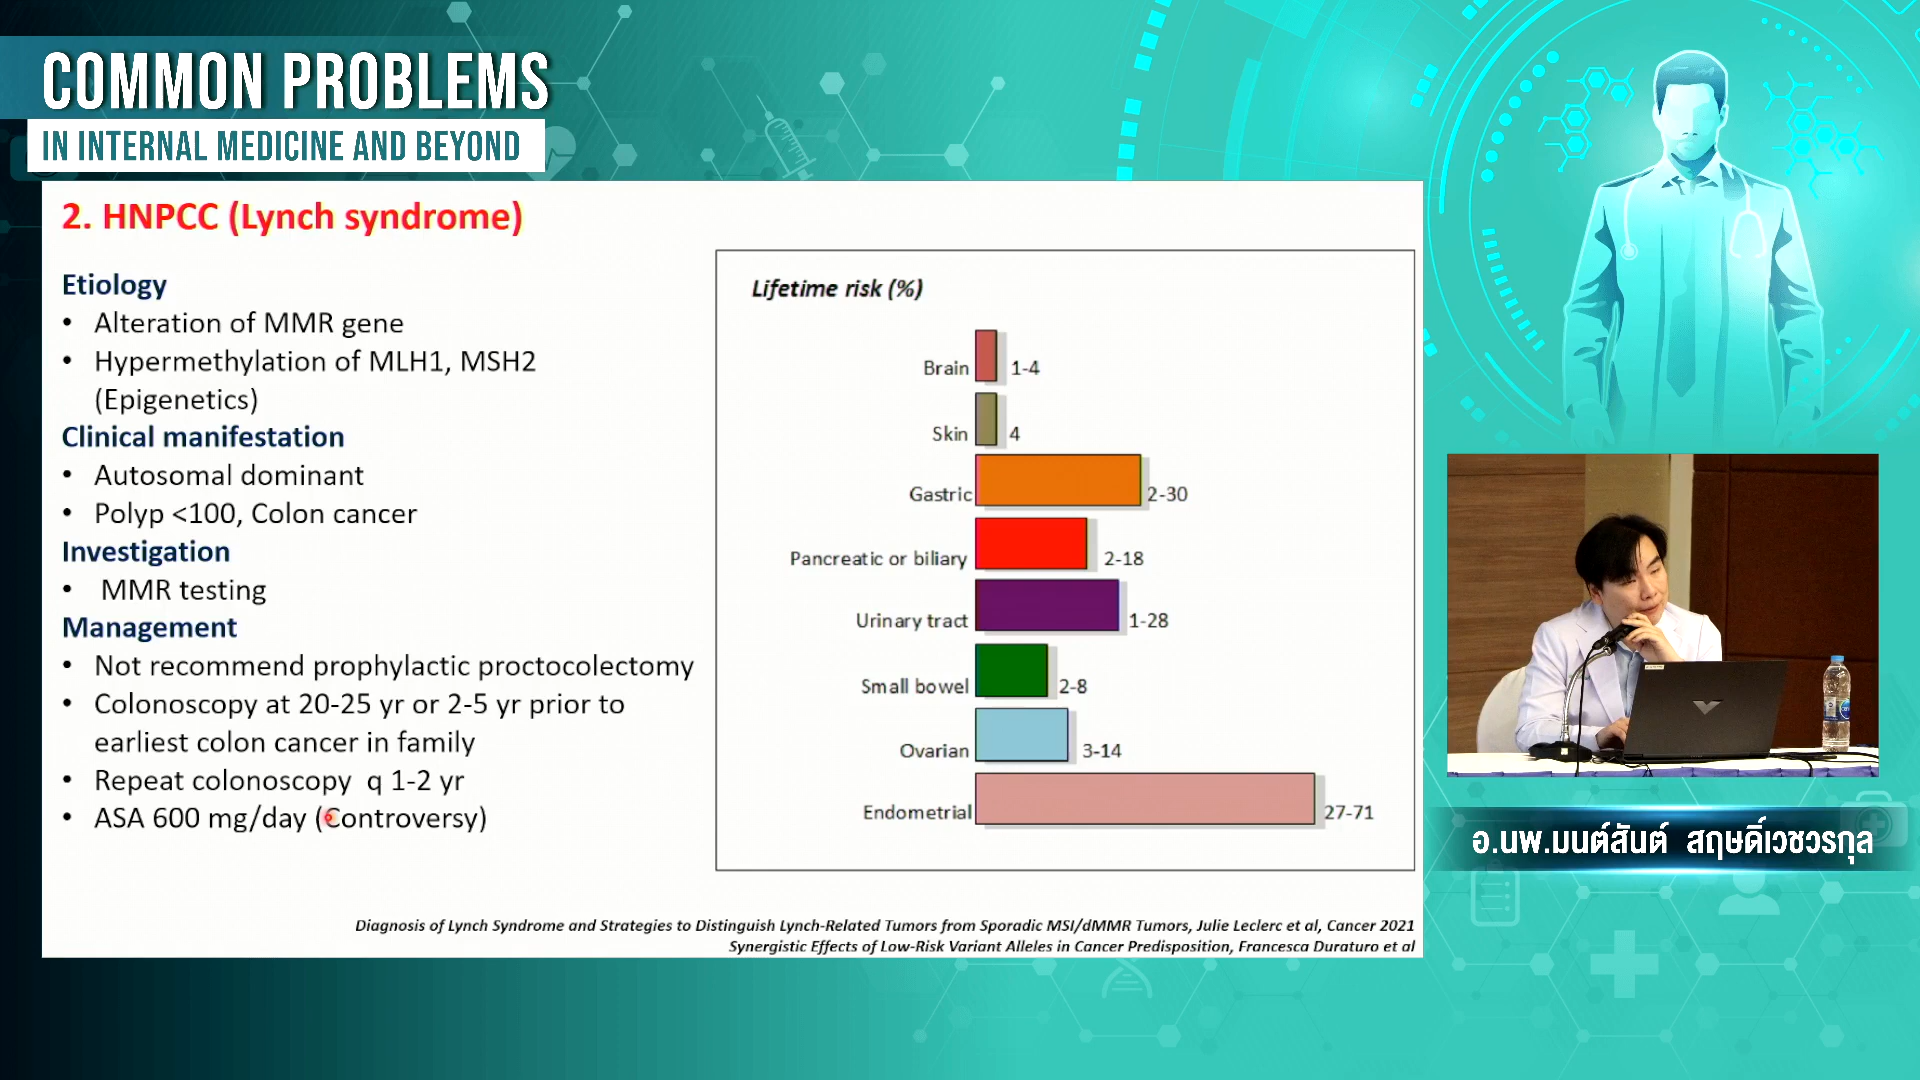 COMMON PROBLEMS
IN INTERNAL MEDICINE AND BEYOND
2. HNPCC (Lynch syndrome)
Etiology
• Alteration of MMR gene
• Hypermethylation of MLH1, MSH2
(Epigenetics)
Clinical manifestation
• Autosomal dominant
• Polyp <100, Colon cancer
Investigation
• MMR testing
Management
• Not recommend prophylactic proctocolectomy
• Colonoscopy at 20-25 yr or 2-5 yr prior to
earliest colon cancer in family
• Repeat colonoscopy q 1-2 yr
• ASA 600 mg/day (Controversy)
Lifetime risk (%)
Brain 1-4
Skin 4
Gastric 2-30
Pancreatic or biliary 2-18
Urinary tract 1-28
Small bowel 2-8
Ovarian 3-14
Endometrial 27-71
Diagnosis of Lynch Syndrome and Strategies to Distinguish Lynch-Related Tumors from Sporadic MSI/dMMR Tumors, Julie Leclerc et al, Cancer 2021
Synergistic Effects of Low-Risk Variant Alleles in Cancer Predisposition, Francesca Duraturo et al
อ.นพ.มนต์สันต์ สฤษดิ์เวชวรกุล